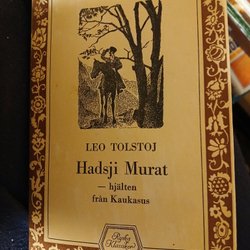 LEO TOLSTOJ
Hadsji Murat
— hjälten
från Kaukasus